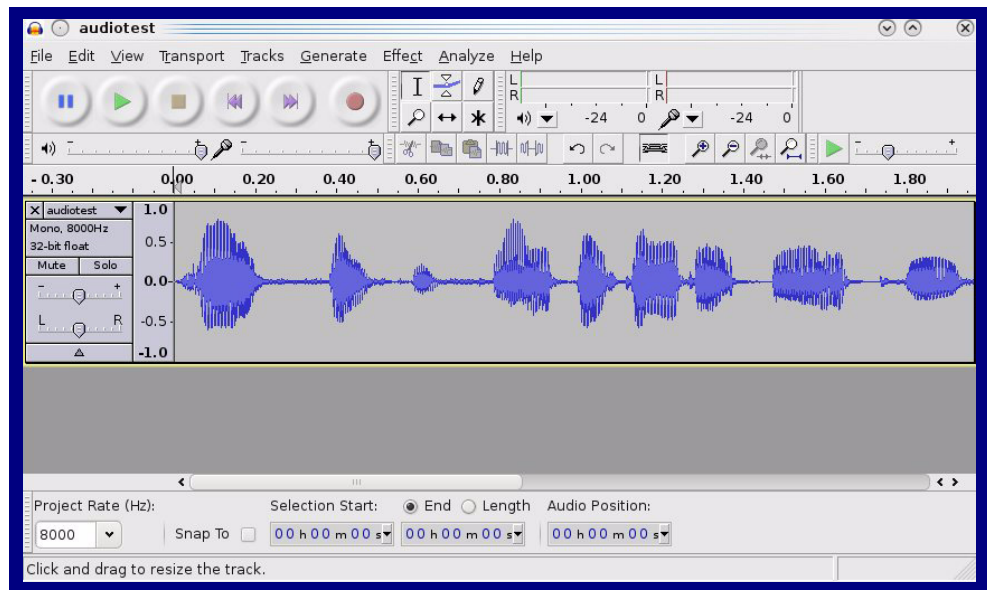 audiotest
File Edit View Transport Tracks Generate Effect Analyze Help
L L
R R
-24 0 -24 0
- 0.30 0.00 0.20 0.40 0.60 0.80 1.00 1.20 1.40 1.60 1.80
X audiotest 1.0
Mono, 8000Hz
32-bit float 0.5
Mute Solo
- + 0.0
L R -0.5
-1.0
Project Rate (Hz): Selection Start: End Length Audio Position:
8000 Snap To 00 h 00 m 00 s 00 h 00 m 00 s 00 h 00 m 00 s
Click and drag to resize the track.